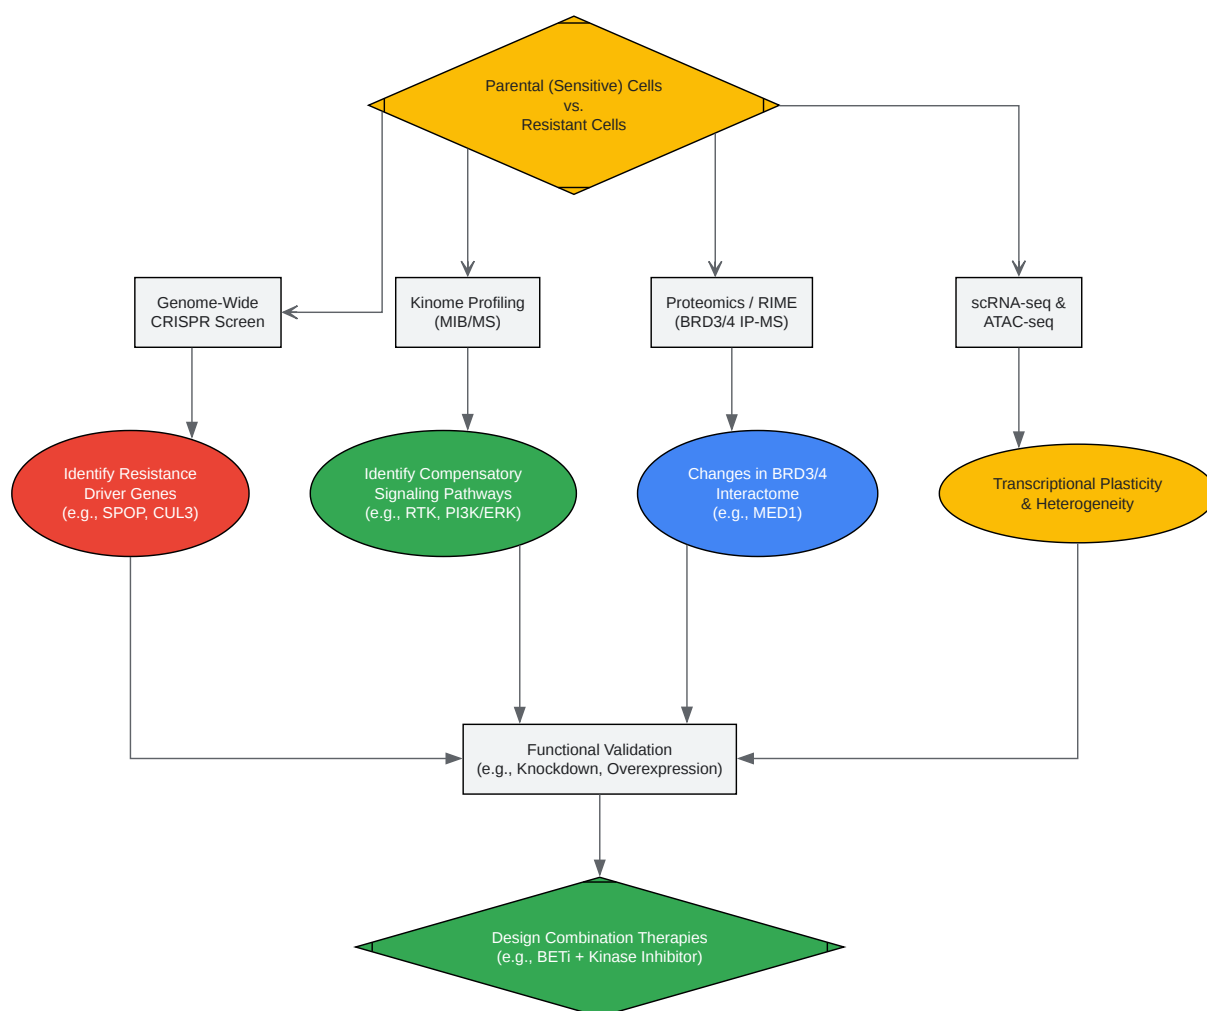 Parental (Sensitive) Cells
vs.
Resistant Cells
Genome-Wide
CRISPR Screen
Kinome Profiling
(MIB/MS)
Proteomics / RIME
(BRD3/4 IP-MS)
scRNA-seq &
ATAC-seq
Identify Resistance
Driver Genes
(e.g., SPOP, CUL3)
Identify Compensatory
Signaling Pathways
(e.g., RTK, PI3K/ERK)
Changes in BRD3/4
Interactome
(e.g., MED1)
Transcriptional Plasticity
& Heterogeneity
Functional Validation
(e.g., Knockdown, Overexpression)
Design Combination Therapies
(e.g., BETi + Kinase Inhibitor)